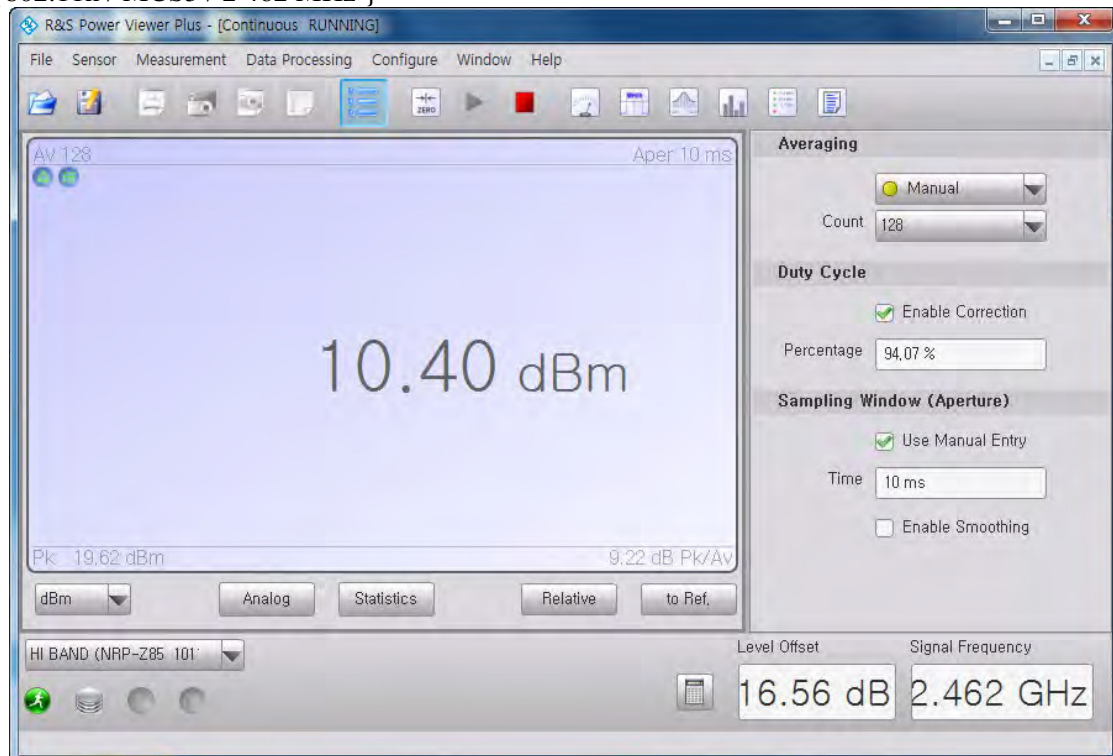 R&S Power Viewer Plus - [Continuous RUNNING]
File Sensor Measurement Data Processing Configure Window Help
ZERO
Av 128 Aper 10 ms
10.40 dBm
Pk 19,62 dBm 9.22 dB Pk/Av
dBm Analog Statistics Relative to Ref,
Averaging
Manual
Count 128
Duty Cycle
Enable Correction
Percentage 94,07 %
Sampling Window (Aperture)
Use Manual Entry
Time 10 ms
Enable Smoothing
HI BAND (NRP-Z85 101
Level Offset Signal Frequency
16.56 dB 2.462 GHz